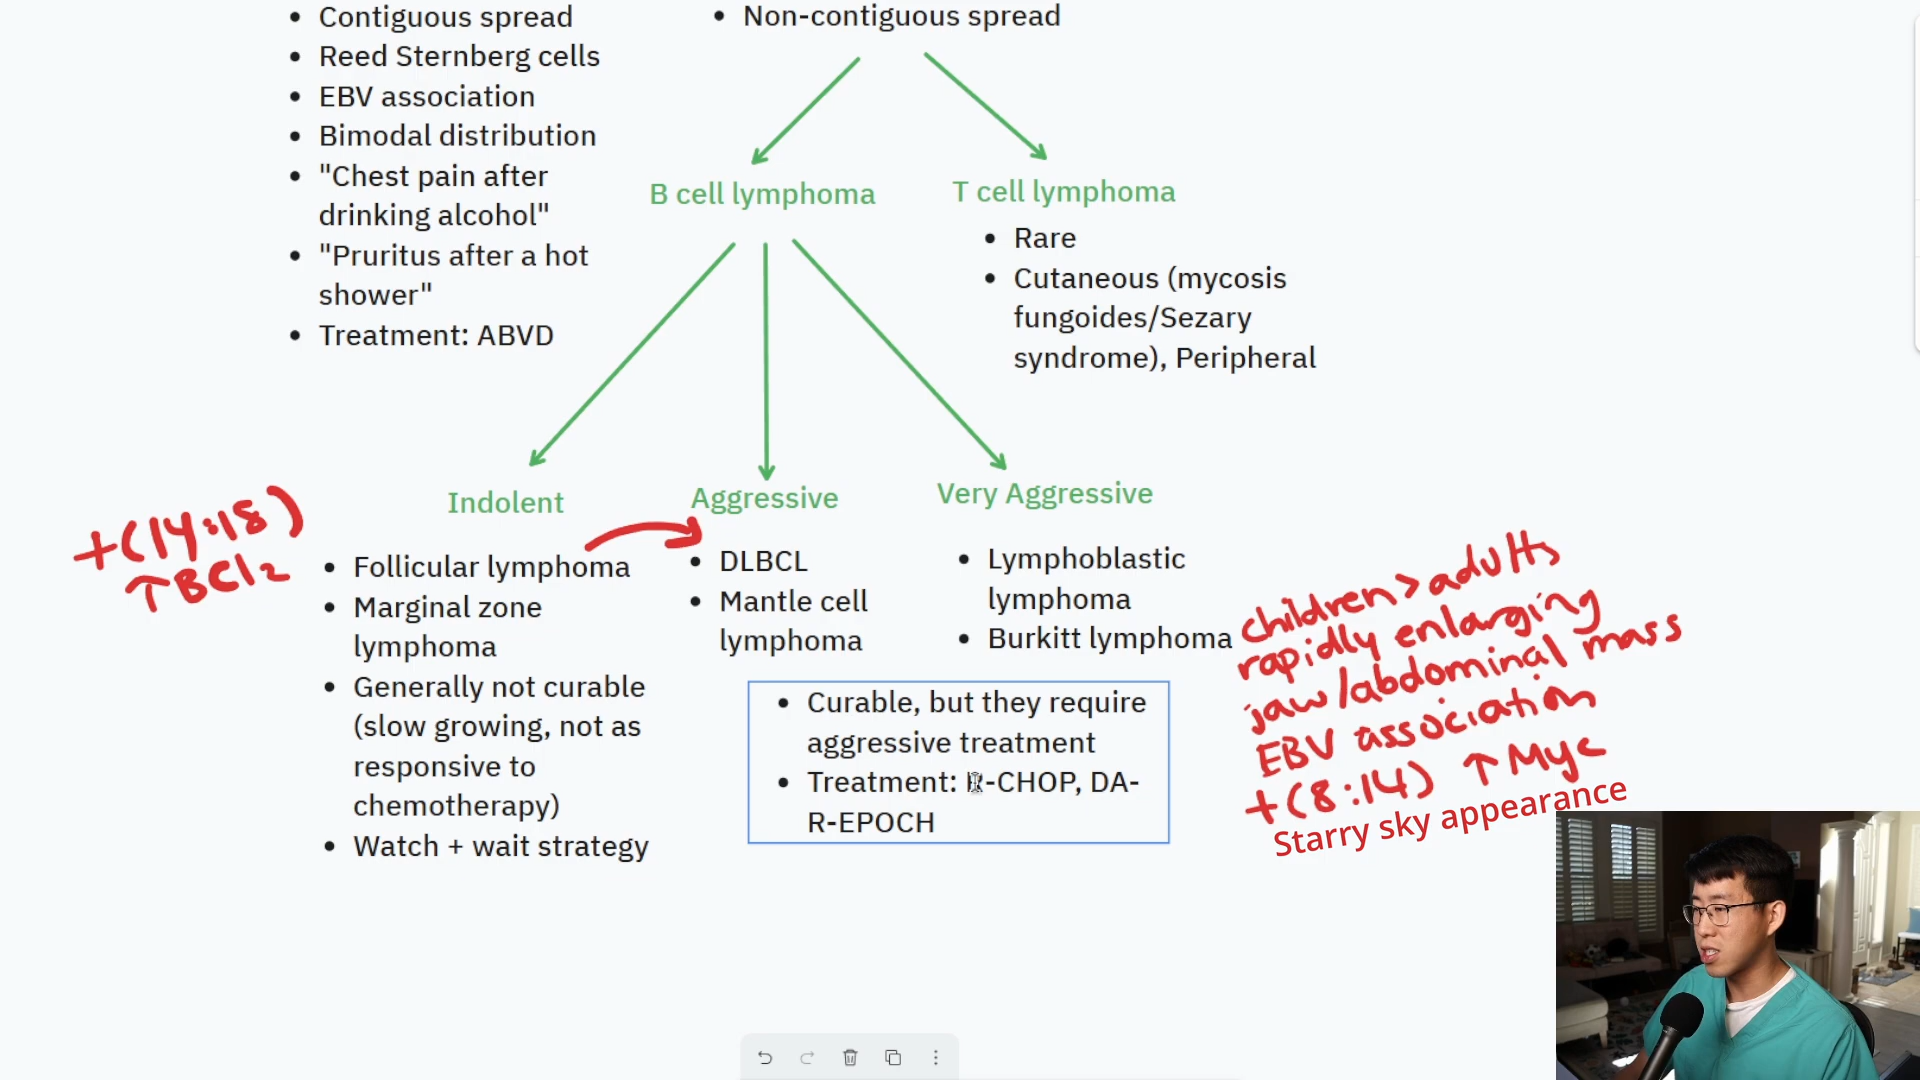 • Contiguous spread
• Reed Sternberg cells
• EBV association
• Bimodal distribution
• "Chest pain after
drinking alcohol"
• "Pruritus after a hot
shower"
• Treatment: ABVD
• Non-contiguous spread
B cell lymphoma
T cell lymphoma
• Rare
• Cutaneous (mycosis
fungoides/Sezary
syndrome), Peripheral
Indolent
t(14:18)
↑BCl2
• Follicular lymphoma
• Marginal zone
lymphoma
• Generally not curable
(slow growing, not as
responsive to
chemotherapy)
• Watch + wait strategy
Aggressive
• DLBCL
• Mantle cell
lymphoma
Very Aggressive
• Lymphoblastic
lymphoma
• Burkitt lymphoma
• Curable, but they require
aggressive treatment
• Treatment: R-CHOP, DA-
R-EPOCH
children > adults
rapidly enlarging
jaw/abdominal mass
EBV association
t(8:14) ↑Myc
Starry sky appearance